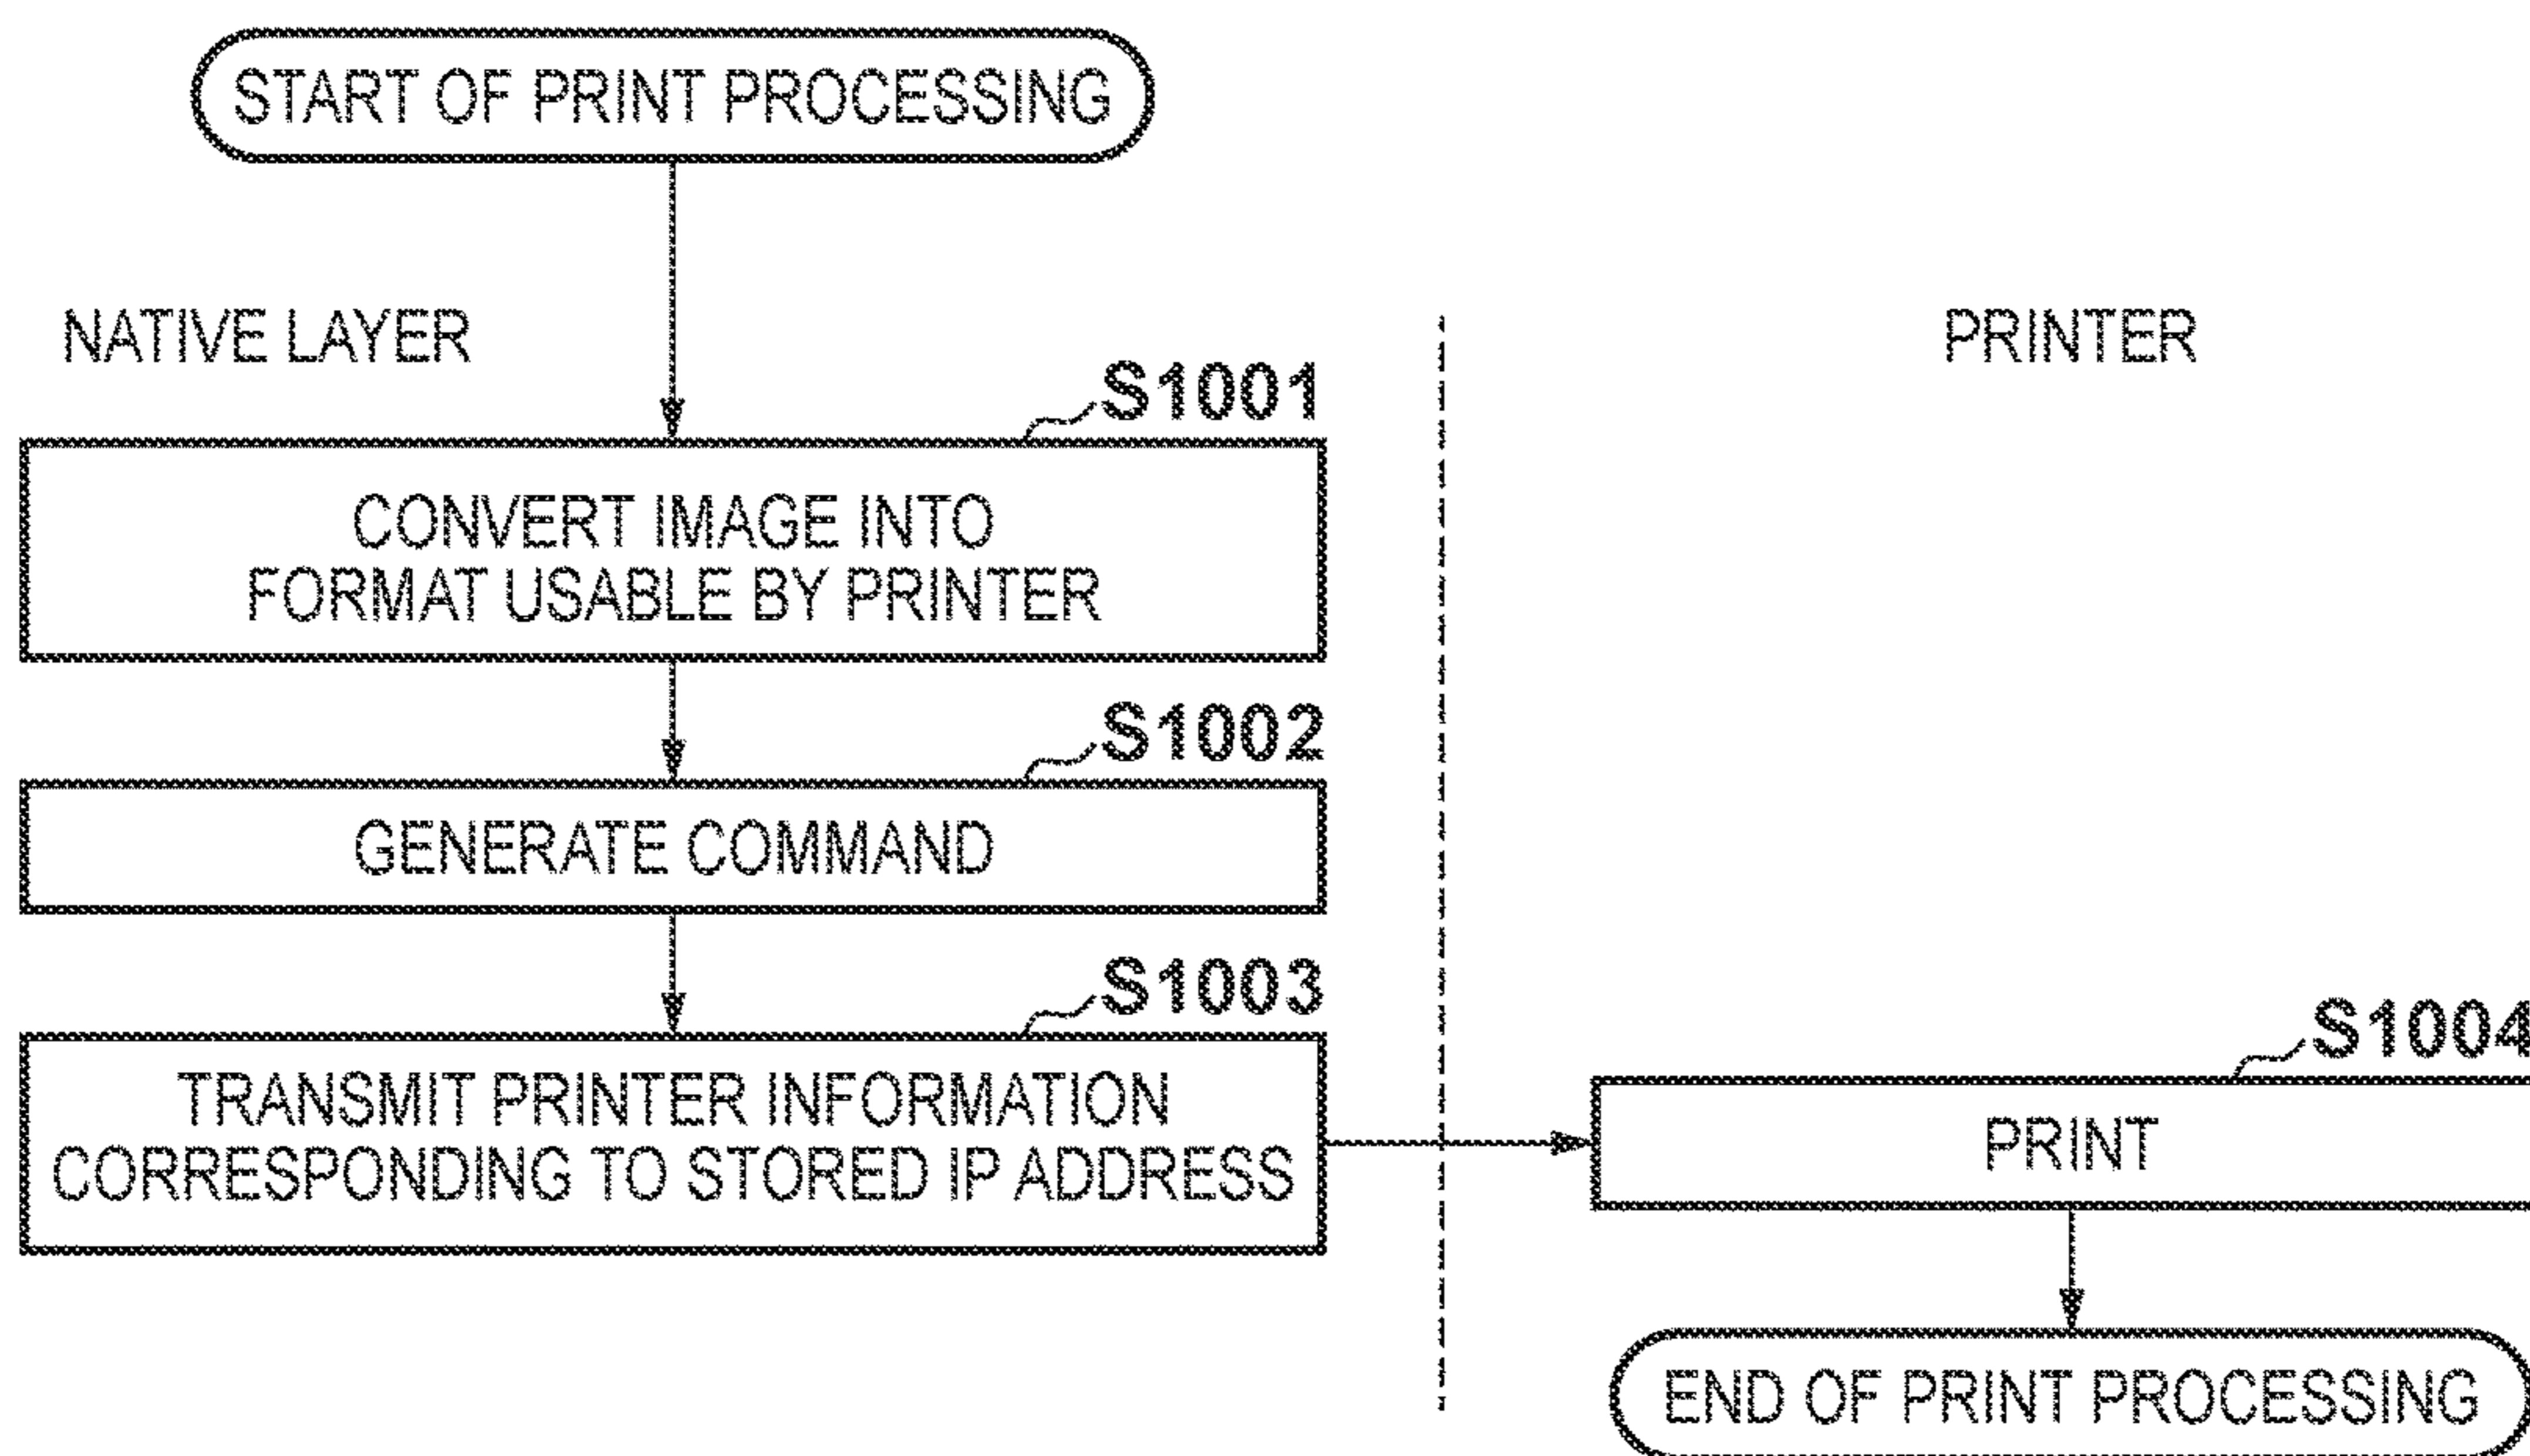 START OF PRINT PROCESSING
NATIVE LAYER
PRINTER
S1001
CONVERT IMAGE INTO
FORMAT USABLE BY PRINTER
S1002
GENERATE COMMAND
S1003
TRANSMIT PRINTER INFORMATION
CORRESPONDING TO STORED IP ADDRESS
S1004
PRINT
END OF PRINT PROCESSING